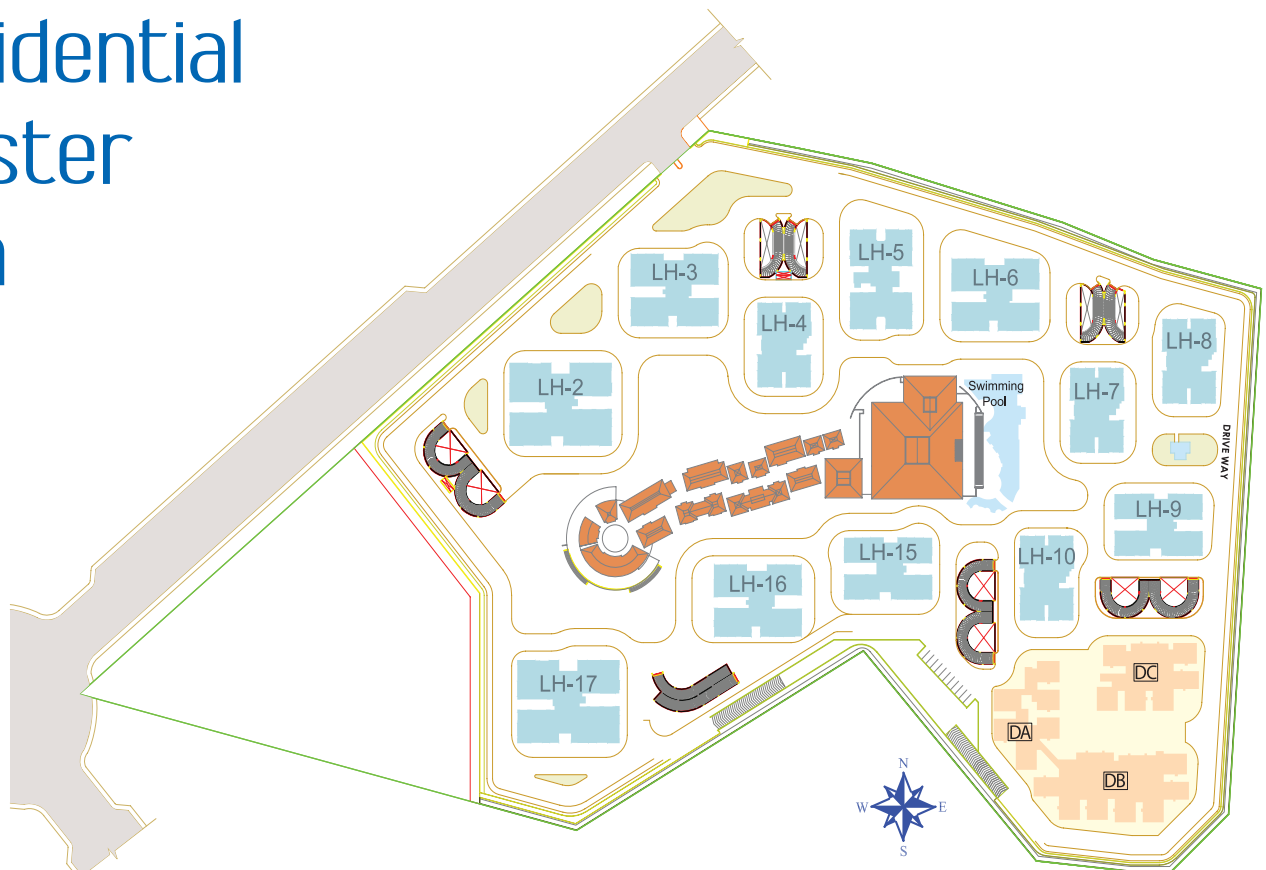 idential
ster
n
LH-5
LH-3
LH-6
LH-4
LH-8
LH-2
Swimming
Pool
LH-7
DRIVE WAY
LH-9
LH-15
LH-10
LH-16
LH-17
DC
DA
DB
N
W
E
S